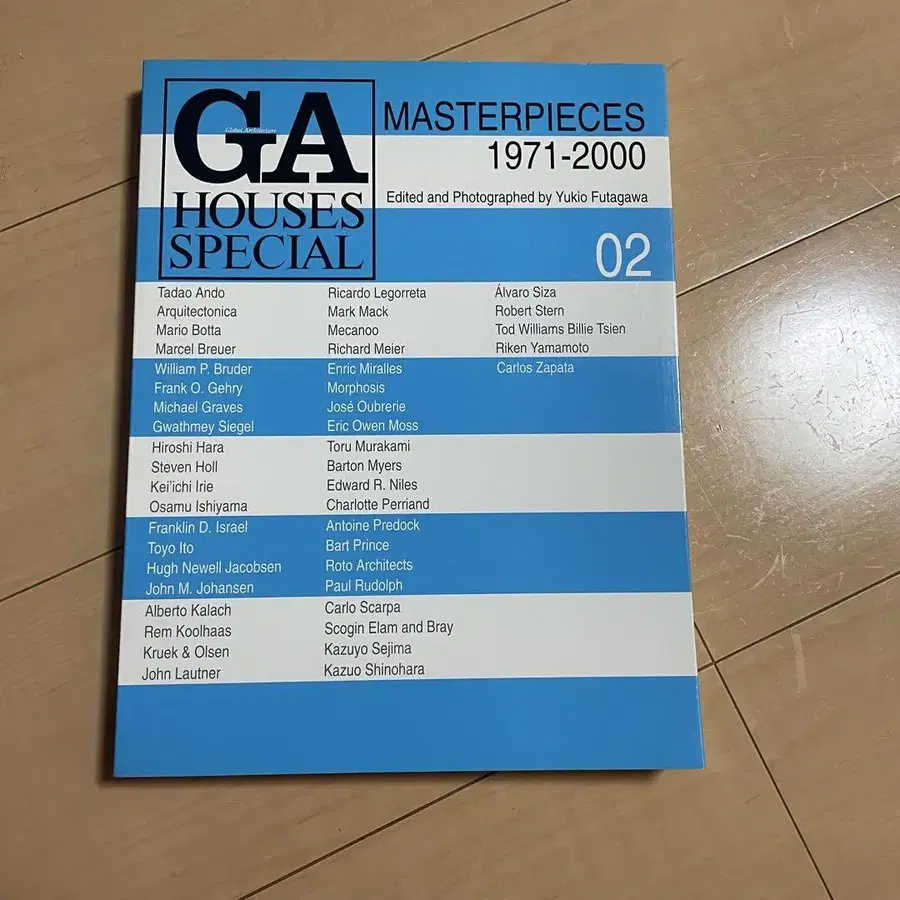 GA
Global Architecture
HOUSES
SPECIAL
MASTERPIECES
1971-2000
Edited and Photographed by Yukio Futagawa
02
Tadao Ando
Arquitectonica
Mario Botta
Marcel Breuer
William P. Bruder
Frank O. Gehry
Michael Graves
Gwathmey Siegel
Hiroshi Hara
Steven Holl
Kei'ichi Irie
Osamu Ishiyama
Franklin D. Israel
Toyo Ito
Hugh Newell Jacobsen
John M. Johansen
Alberto Kalach
Rem Koolhaas
Kruek & Olsen
John Lautner
Ricardo Legorreta
Mark Mack
Mecanoo
Richard Meier
Enric Miralles
Morphosis
José Oubrerie
Eric Owen Moss
Toru Murakami
Barton Myers
Edward R. Niles
Charlotte Perriand
Antoine Predock
Bart Prince
Roto Architects
Paul Rudolph
Carlo Scarpa
Scogin Elam and Bray
Kazuyo Sejima
Kazuo Shinohara
Álvaro Siza
Robert Stern
Tod Williams Billie Tsien
Riken Yamamoto
Carlos Zapata